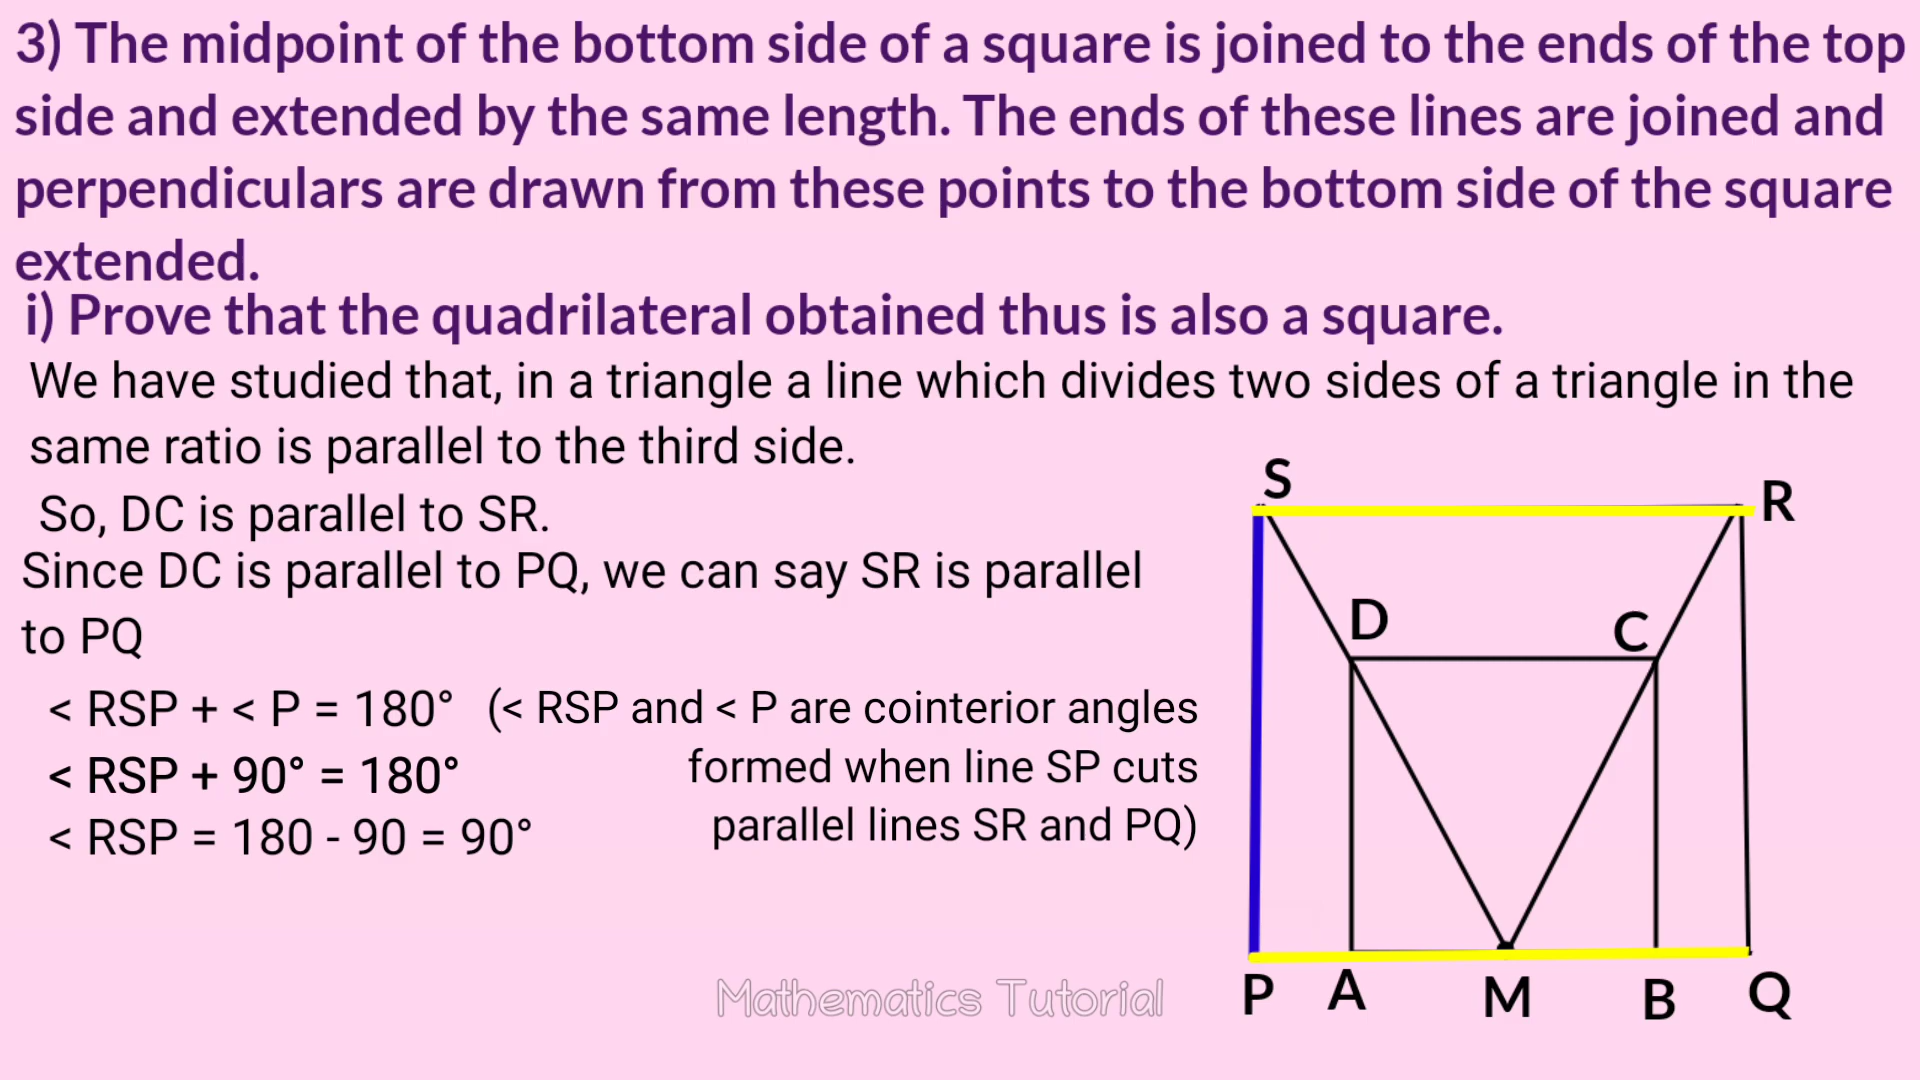 3) The midpoint of the bottom side of a square is joined to the ends of the top
side and extended by the same length. The ends of these lines are joined and
perpendiculars are drawn from these points to the bottom side of the square
extended.
i) Prove that the quadrilateral obtained thus is also a square.
We have studied that, in a triangle a line which divides two sides of a triangle in the
same ratio is parallel to the third side.
So, DC is parallel to SR.
Since DC is parallel to PQ, we can say SR is parallel
to PQ
< RSP + < P = 180° (< RSP and < P are cointerior angles
formed when line SP cuts
parallel lines SR and PQ)
< RSP + 90° = 180°
< RSP = 180 - 90 = 90°
S
R
D
C
P
A
M
B
Q
Mathematics Tutorial